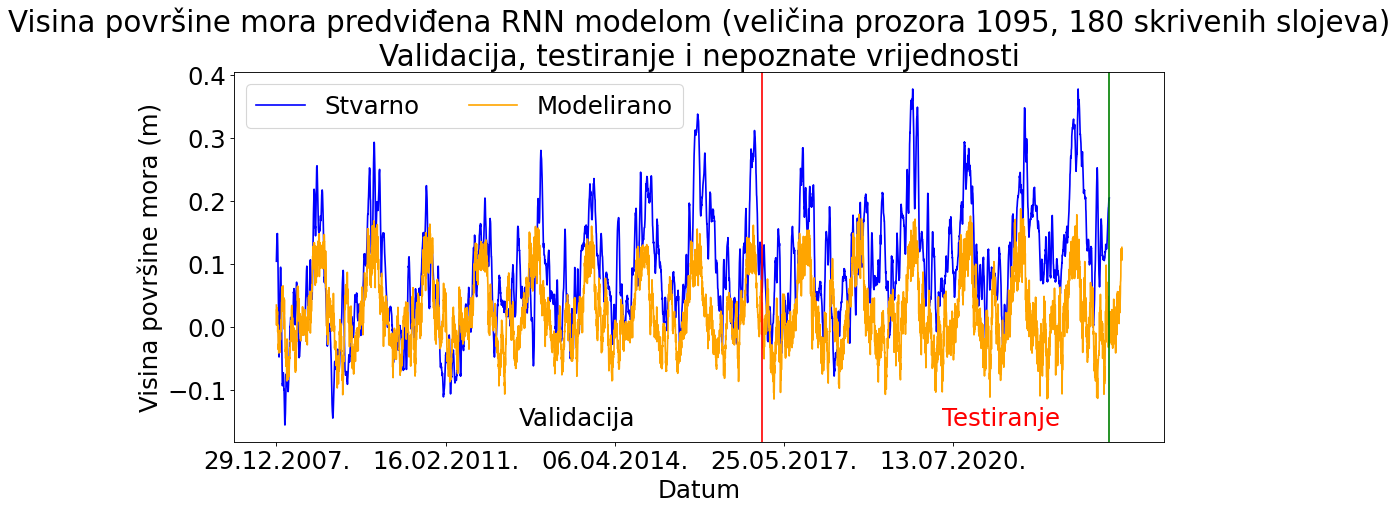 Visina površine mora predviđena RNN modelom (veličina prozora 1095, 180 skrivenih slojeva)
Validacija, testiranje i nepoznate vrijednosti
Visina površine mora (m)
0.4
0.3
0.2
0.1
0.0
−0.1
Stvarno
Modelirano
Validacija
Testiranje
29.12.2007.
16.02.2011.
06.04.2014.
25.05.2017.
13.07.2020.
Datum